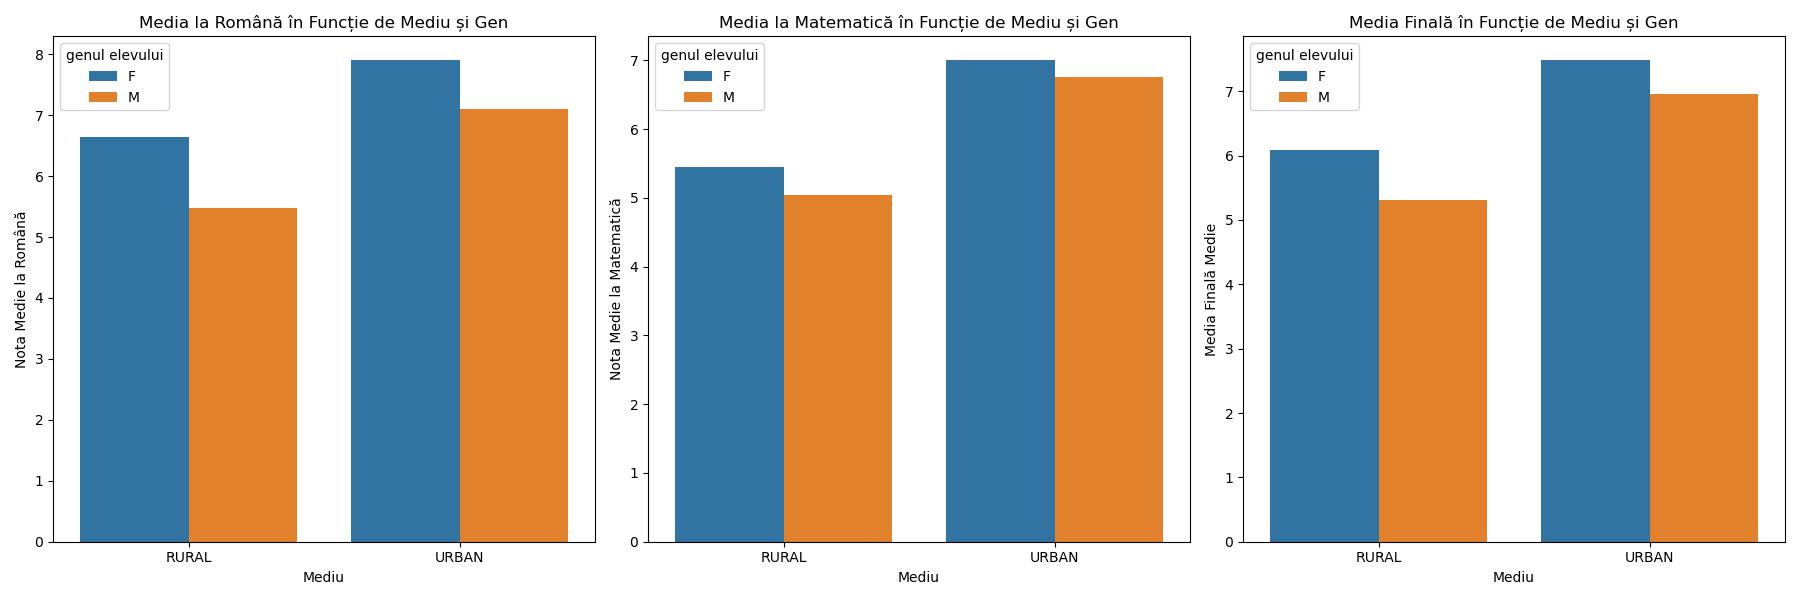 Media la Română în Funcție de Mediu și Gen
genul elevului
F
M
8
7
6
5
4
3
2
1
0
Nota Medie la Română
RURAL
URBAN
Mediu
Media la Matematică în Funcție de Mediu și Gen
genul elevului
F
M
7
6
5
4
3
2
1
0
Nota Medie la Matematică
RURAL
URBAN
Mediu
Media Finală în Funcție de Mediu și Gen
genul elevului
F
M
7
6
5
4
3
2
1
0
Media Finală Medie
RURAL
URBAN
Mediu